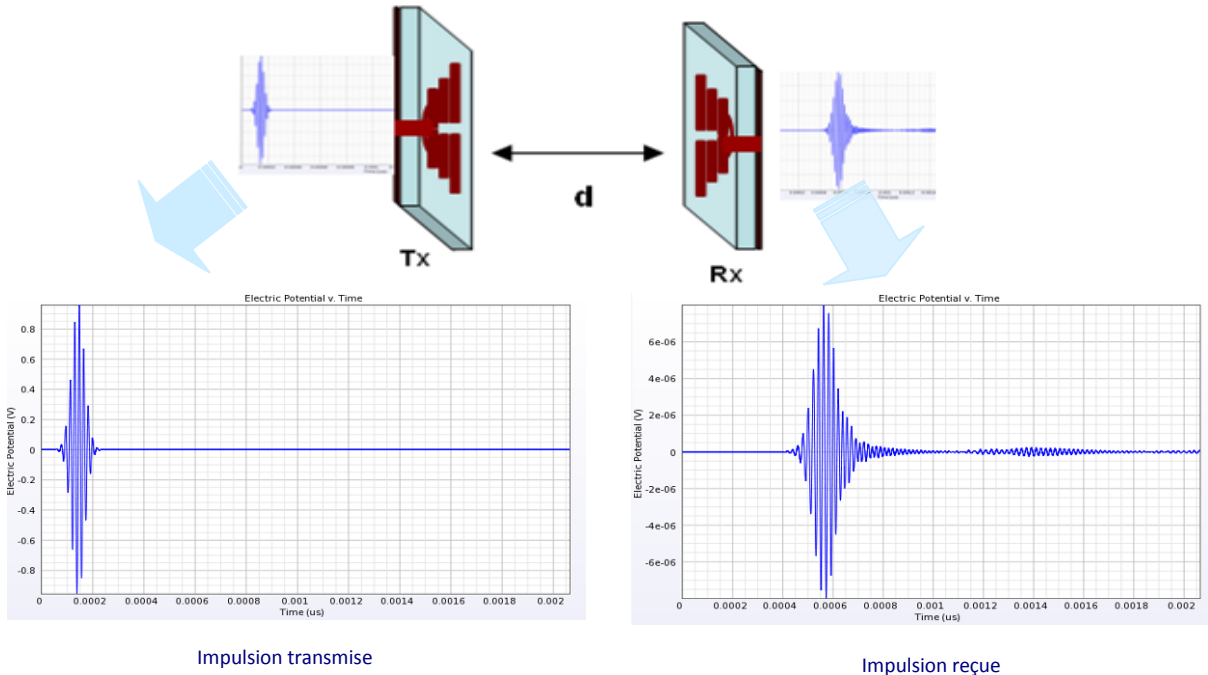 d
Tx
Rx
Electric Potential v. Time
Electric Potential (V)
0.8
0.6
0.4
0.2
0
-0.2
-0.4
-0.6
-0.8
0
0.0002
0.0004
0.0006
0.0008
0.001
0.0012
0.0014
0.0016
0.0018
0.002
Time (us)
Impulsion transmise
Electric Potential v. Time
Electric Potential (V)
6e-06
4e-06
2e-06
0
-2e-06
-4e-06
-6e-06
0
0.0002
0.0004
0.0006
0.0008
0.001
0.0012
0.0014
0.0016
0.0018
0.002
Time (us)
Impulsion reçue